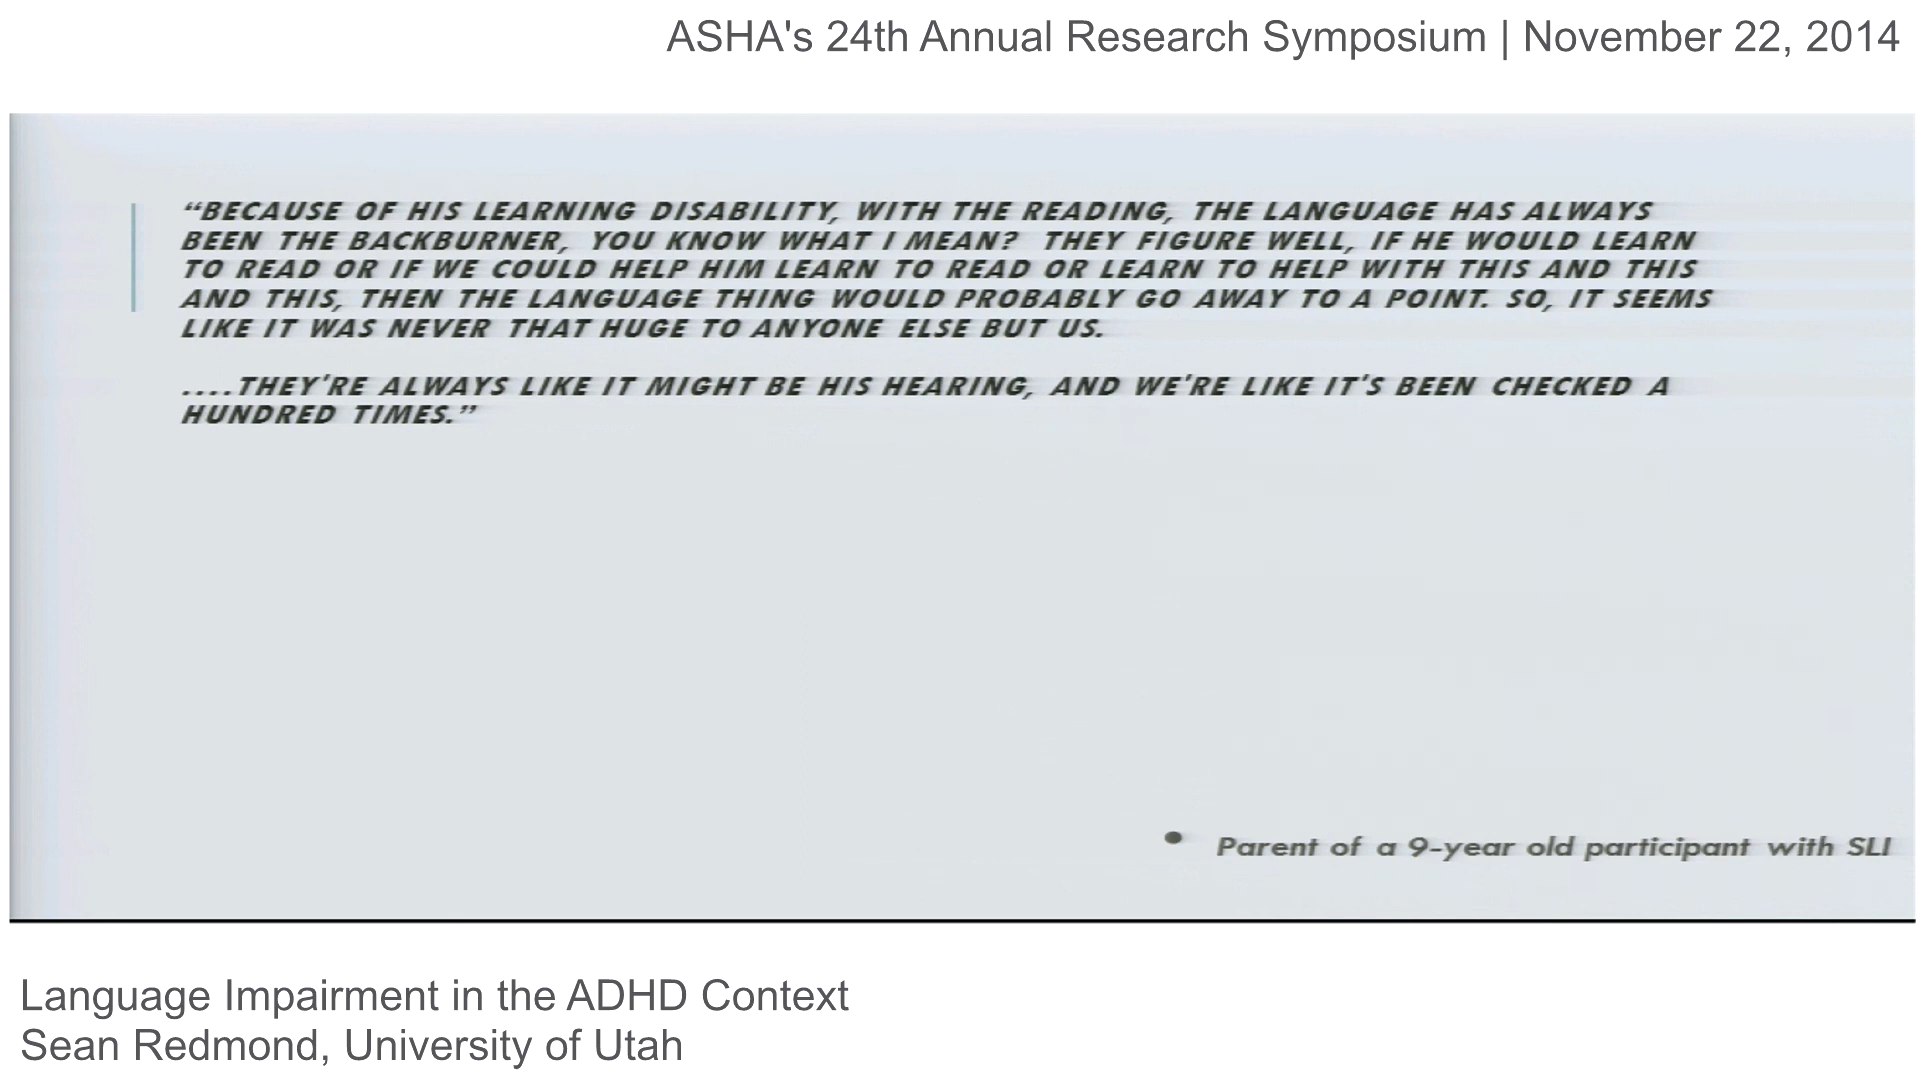 ASHA's 24th Annual Research Symposium | November 22, 2014
“BECAUSE OF HIS LEARNING DISABILITY, WITH THE READING, THE LANGUAGE HAS ALWAYS
BEEN THE BACKBURNER, YOU KNOW WHAT I MEAN? THEY FIGURE WELL, IF HE WOULD LEARN
TO READ OR IF WE COULD HELP HIM LEARN TO READ OR LEARN TO HELP WITH THIS AND THIS
AND THIS, THEN THE LANGUAGE THING WOULD PROBABLY GO AWAY TO A POINT. SO, IT SEEMS
LIKE IT WAS NEVER THAT HUGE TO ANYONE ELSE BUT US.
....THEY'RE ALWAYS LIKE IT MIGHT BE HIS HEARING, AND WE'RE LIKE IT'S BEEN CHECKED A
HUNDRED TIMES.”
• Parent of a 9-year old participant with SLI
Language Impairment in the ADHD Context
Sean Redmond, University of Utah